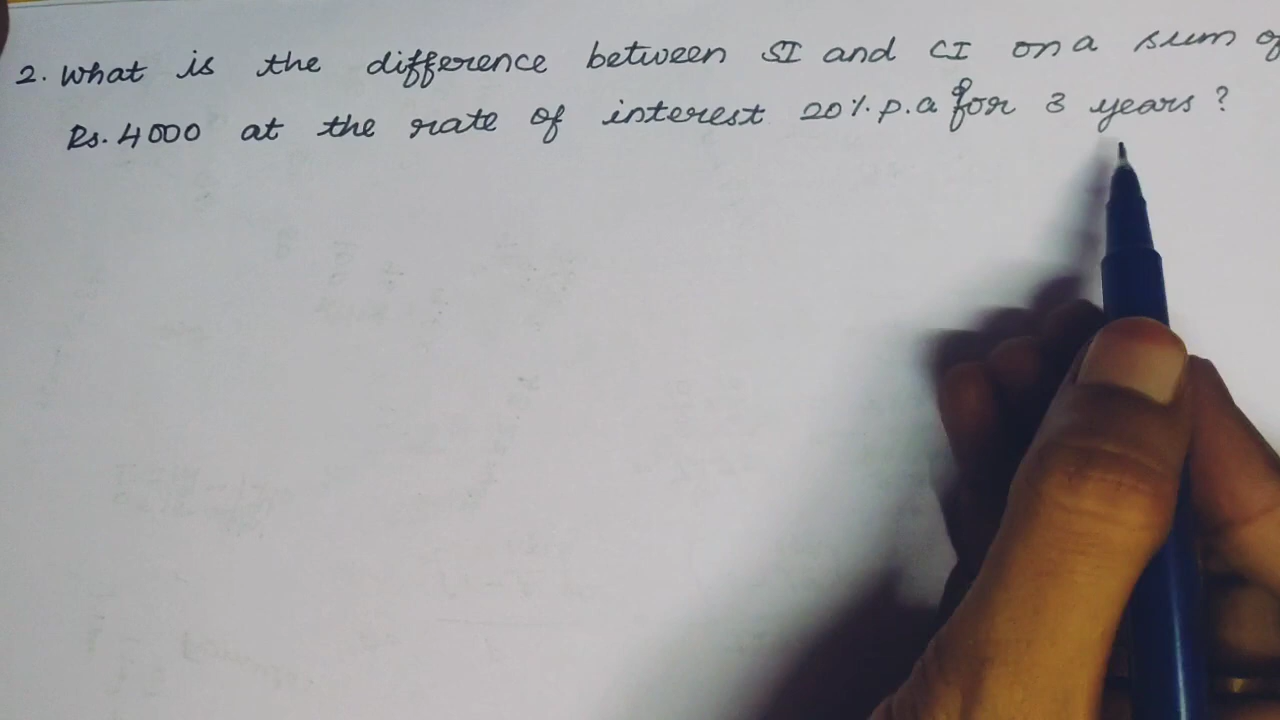 2. What is the difference between SI and CI on a sum
Rs. 4000 at the rate of interest 20%. p.a for 3 years ?